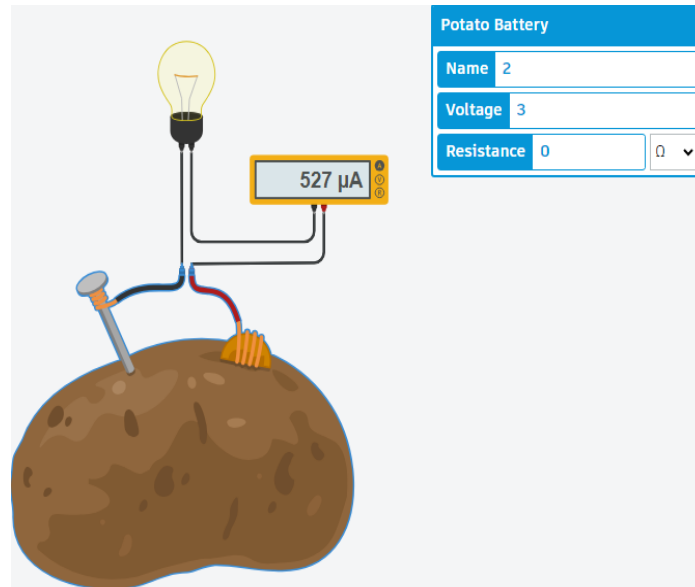 Potato Battery
Name 2
Voltage 3
Resistance 0 Ω
527 µA
A
V
R